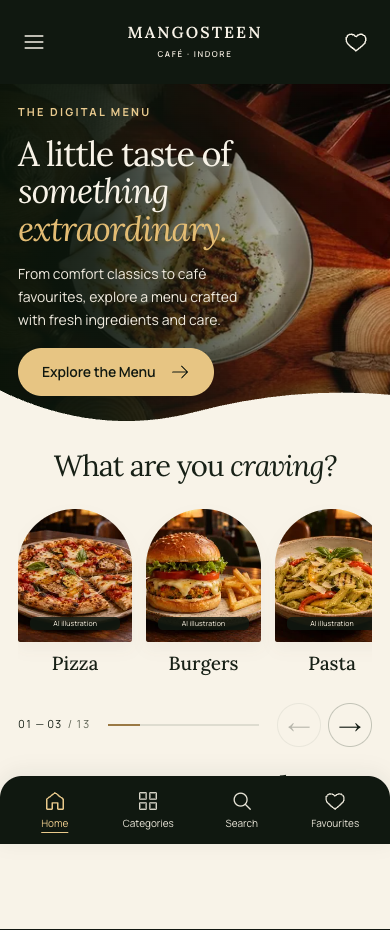 MANGOSTEEN
CAFÉ · INDORE
THE DIGITAL MENU
A little taste of
something
extraordinary.
From comfort classics to café
favourites, explore a menu crafted
with fresh ingredients and care.
Explore the Menu →
What are you craving?
AI illustration
AI illustration
AI illustration
Pizza
Burgers
Pasta
01 — 03 / 13
← →
Home
Categories
Search
Favourites